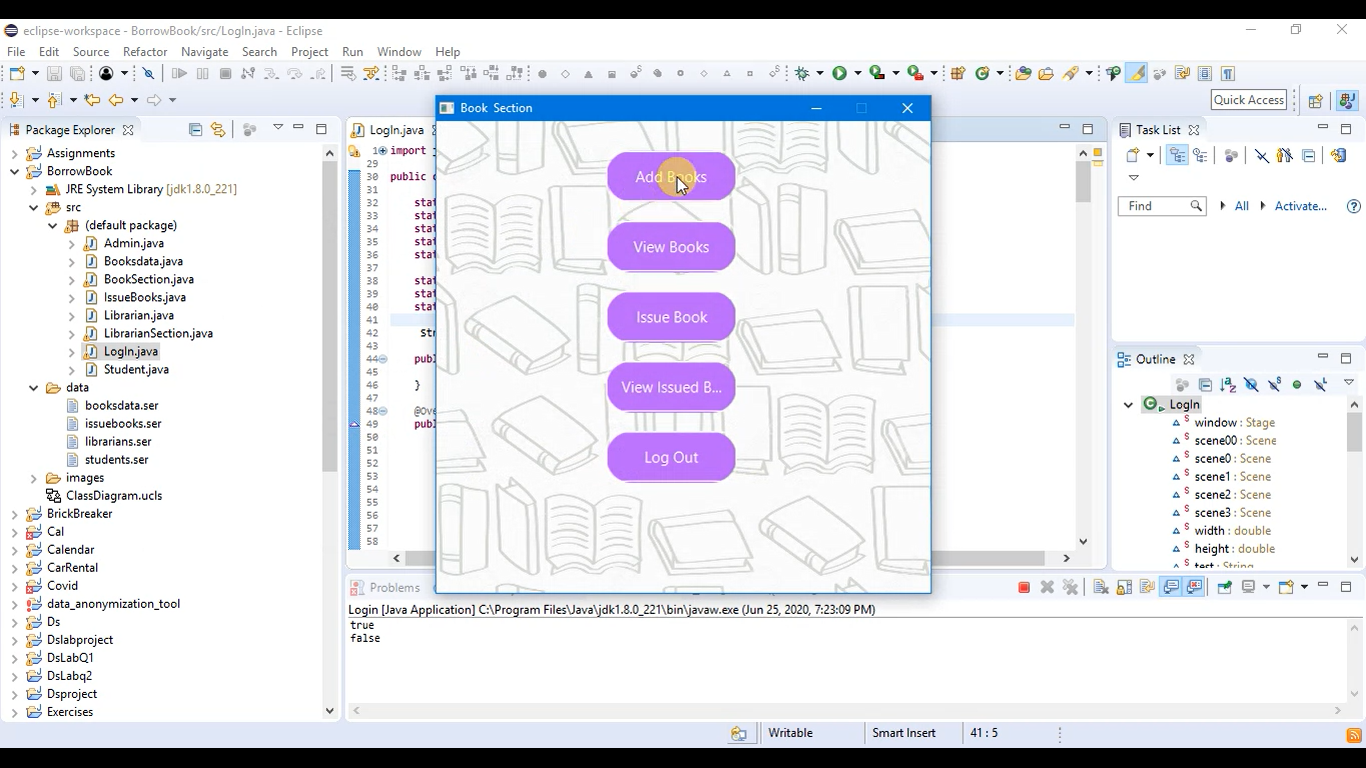 eclipse-workspace - BorrowBook/src/LogIn.java - Eclipse
File Edit Source Refactor Navigate Search Project Run Window Help
Quick Access
Package Explorer
Assignments
BorrowBook
JRE System Library [jdk1.8.0_221]
src
(default package)
Admin.java
Booksdata.java
BookSection.java
IssueBooks.java
Librarian.java
LibrarianSection.java
LogIn.java
Student.java
data
booksdata.ser
issuebooks.ser
librarians.ser
students.ser
images
ClassDiagram.ucls
BrickBreaker
Cal
Calendar
CarRental
Covid
data_anonymization_tool
Ds
Dslabproject
DsLabQ1
DsLabq2
Dsproject
Exercises
LogIn.java
1 import
29
30 public
31
32 stat
33 stat
34 stat
35 stat
36 stat
37
38 stat
39 stat
40 stat
41
42 Str
43
44 publ
45
46 }
47
48 @Ove
49 publ
50
51
52
53
54
55
56
57
58
Book Section
Add Books
View Books
Issue Book
View Issued B...
Log Out
Task List
Find All Activate...
Outline
LogIn
window : Stage
scene00 : Scene
scene0 : Scene
scene1 : Scene
scene2 : Scene
scene3 : Scene
width : double
height : double
test : String
Problems
Login [Java Application] C:\Program Files\Java\jdk1.8.0_221\bin\javaw.exe (Jun 25, 2020, 7:23:09 PM)
true
false
Writable Smart Insert 41 : 5